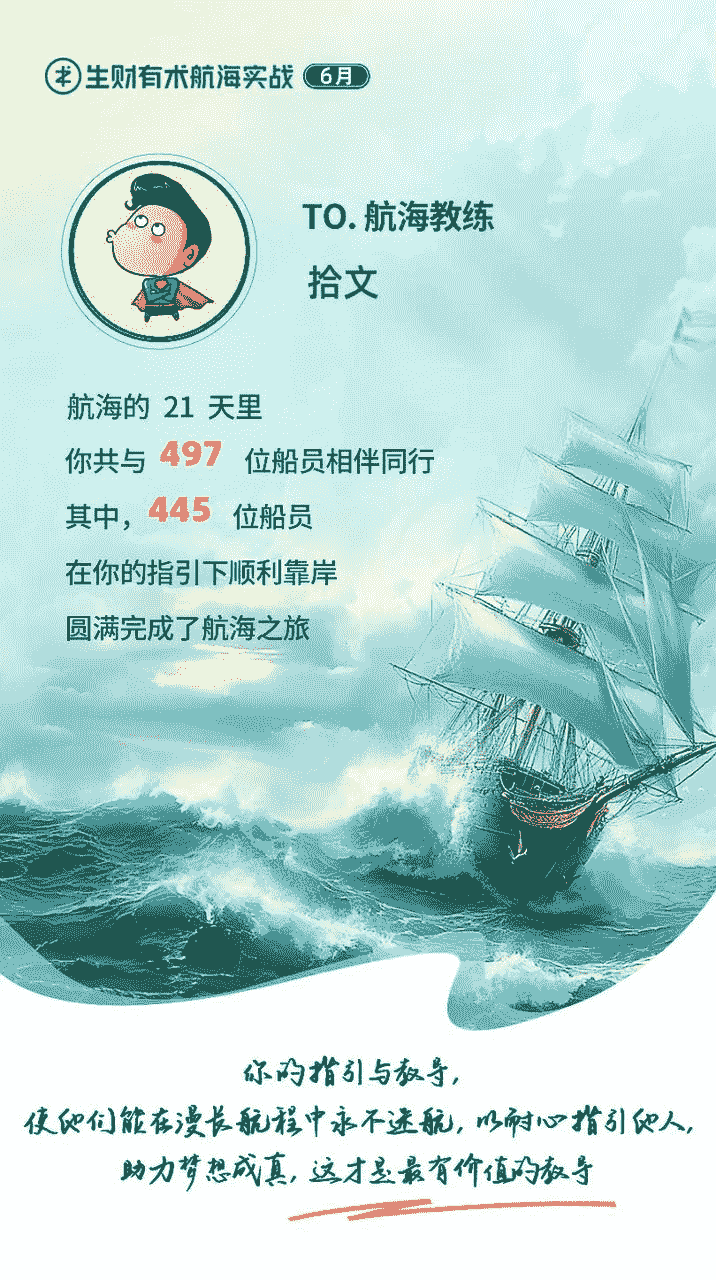 生财有术航海实战 6月
TO. 航海教练
拾文
航海的 21 天里
你共与 497 位船员相伴同行
其中，445 位船员
在你的指引下顺利靠岸
圆满完成了航海之旅
你的指引与教导，
使他们能在漫长航程中永不迷航，以耐心指引他人，
助力梦想成真，这才是最有价值的教导